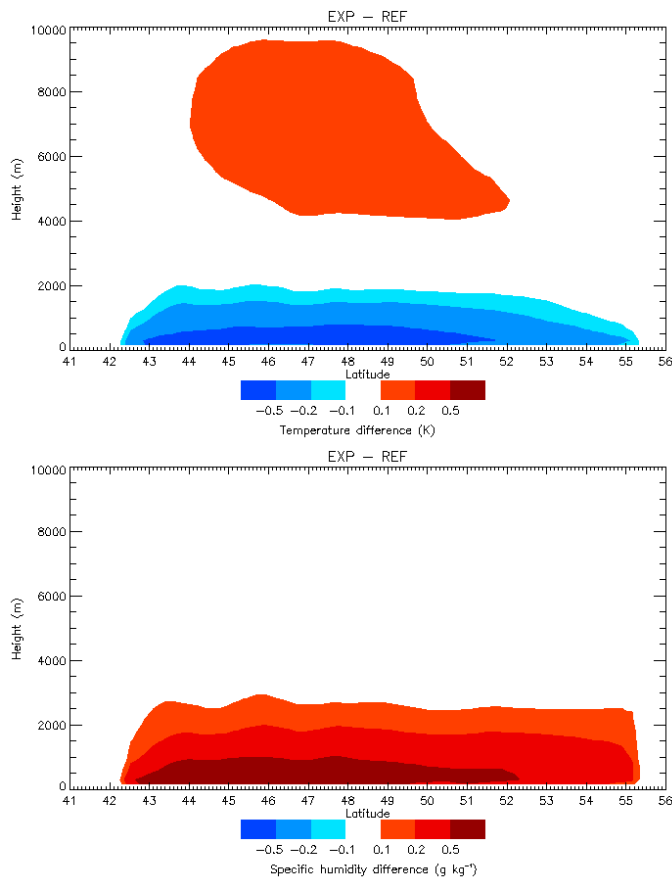 EXP − REF
10000
8000
6000
4000
2000
0
Height (m)
41 42 43 44 45 46 47 48 49 50 51 52 53 54 55 56
Latitude
−0.5 −0.2 −0.1 0.1 0.2 0.5
Temperature difference (K)
EXP − REF
10000
8000
6000
4000
2000
0
Height (m)
41 42 43 44 45 46 47 48 49 50 51 52 53 54 55 56
Latitude
−0.5 −0.2 −0.1 0.1 0.2 0.5
Specific humidity difference (g kg⁻¹)